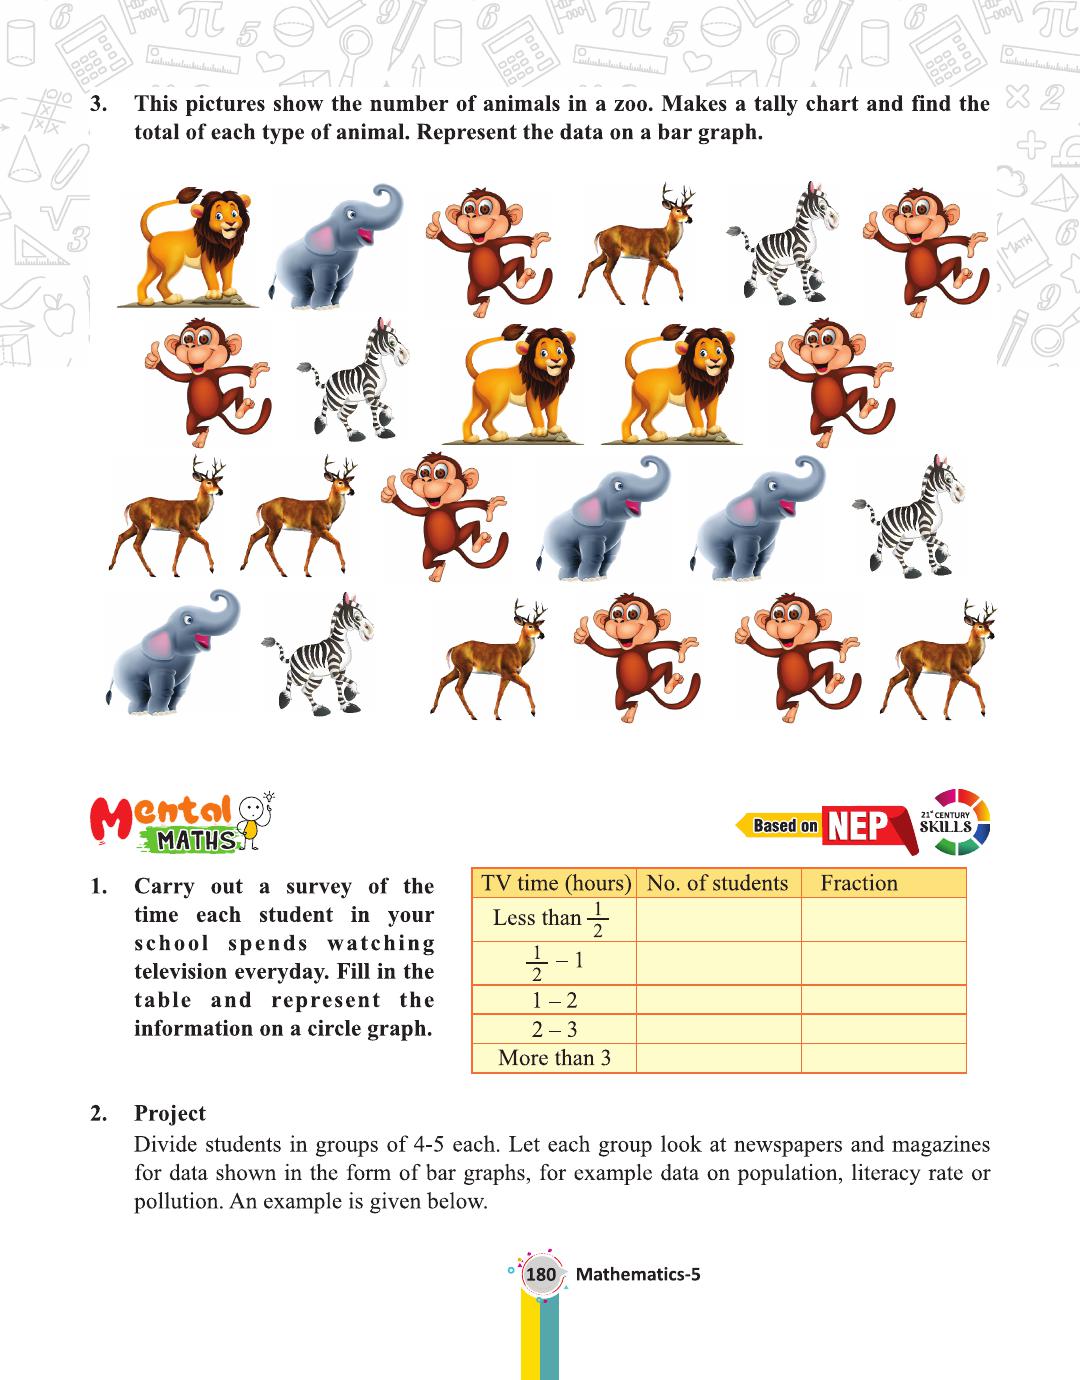 3. This pictures show the number of animals in a zoo. Makes a tally chart and find the
total of each type of animal. Represent the data on a bar graph.
Mental
MATHS
Based on NEP
21st CENTURY
SKILLS
1. Carry out a survey of the
time each student in your
school spends watching
television everyday. Fill in the
table and represent the
information on a circle graph.
TV time (hours) No. of students Fraction
Less than 1/2
1/2 – 1
1 – 2
2 – 3
More than 3
2. Project
Divide students in groups of 4-5 each. Let each group look at newspapers and magazines
for data shown in the form of bar graphs, for example data on population, literacy rate or
pollution. An example is given below.
180 Mathematics-5